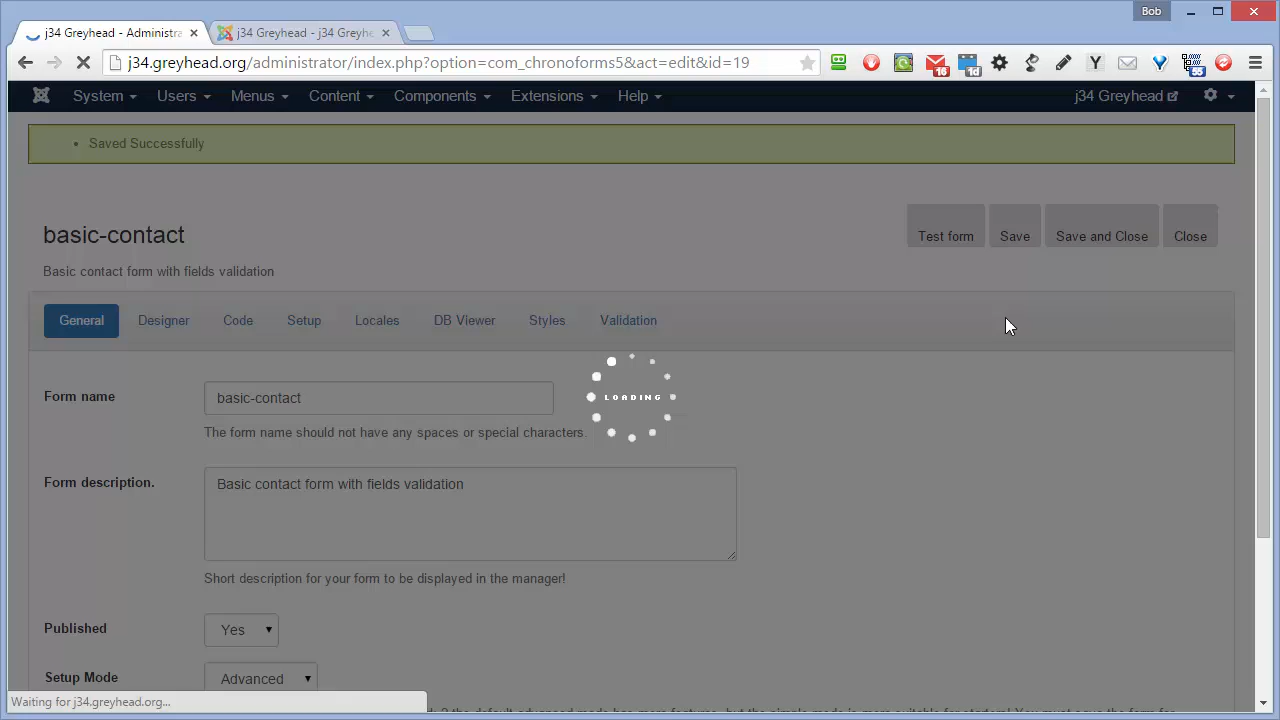 Bob
j34 Greyhead - Administra
j34 Greyhead - j34 Greyhe
j34.greyhead.org/administrator/index.php?option=com_chronoforms5&act=edit&id=19
16
1d
55
System Users Menus Content Components Extensions Help j34 Greyhead
Saved Successfully
basic-contact
Test form Save Save and Close Close
Basic contact form with fields validation
General Designer Code Setup Locales DB Viewer Styles Validation
Form name basic-contact
LOADING
The form name should not have any spaces or special characters.
Form description. Basic contact form with fields validation
Short description for your form to be displayed in the manager!
Published Yes
Setup Mode Advanced
Waiting for j34.greyhead.org...